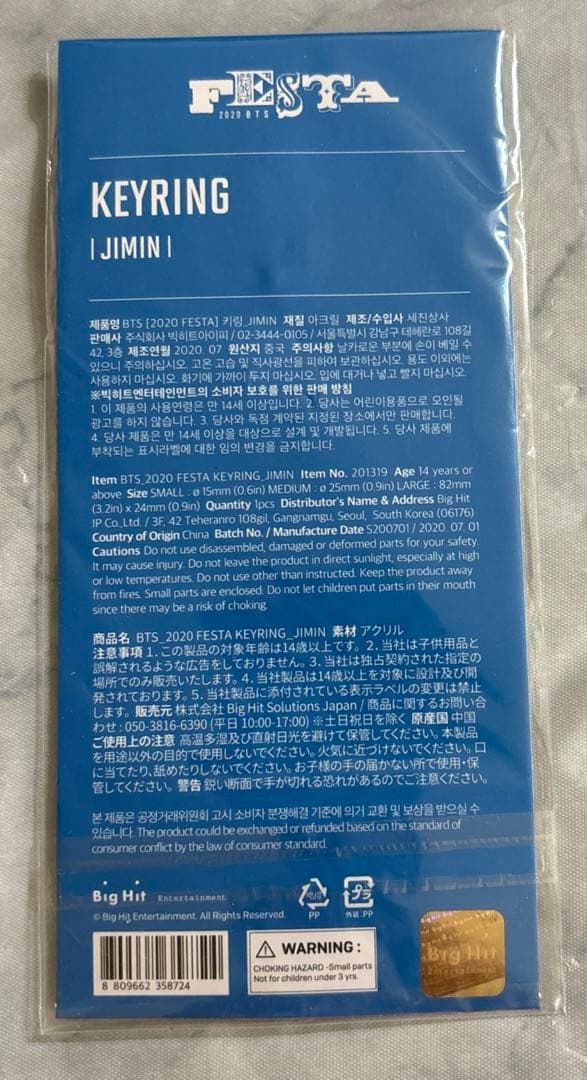 FESTA
2020 BTS
KEYRING
| JIMIN |
제품명 BTS [2020 FESTA] 키링_JIMIN 재질 아크릴 제조/수입사 세진상사
판매사 주식회사 빅히트아이피 / 02-3444-0105 / 서울특별시 강남구 테헤란로 108길
42, 3층 제조연월 2020. 07 원산지 중국 주의사항 날카로운 부분에 손이 베일 수
있으니 주의하십시오. 고온 고습 및 직사광선을 피하여 보관하십시오. 용도 이외에는
사용하지 마십시오. 화기에 가까이 두지 마십시오. 입에 대거나 넣고 빨지 마십시오.
※빅히트엔터테인먼트의 소비자 보호를 위한 판매 방침
1. 이 제품의 사용연령은 만 14세 이상입니다. 2. 당사는 어린이용품으로 오인될
광고를 하지 않습니다. 3. 당사와 독점 계약된 지정된 장소에서만 판매합니다.
4. 당사 제품은 만 14세 이상을 대상으로 설계 및 개발됩니다. 5. 당사 제품에
부착되는 표시라벨에 대한 임의 변경을 금지합니다.
Item BTS_2020 FESTA KEYRING_JIMIN Item No. 201319 Age 14 years or
above Size SMALL : ø 15mm (0.6in) MEDIUM : ø 25mm (0.9in) LARGE : 82mm
(3.2in) x 24mm (0.9in) Quantity 1pcs Distributor's Name & Address Big Hit
IP Co.,Ltd. / 3F, 42 Teheranro 108gil, Gangnamgu, Seoul, South Korea (06176)
Country of Origin China Batch No. / Manufacture Date S200701 / 2020. 07. 01
Cautions Do not use disassembled, damaged or deformed parts for your safety.
It may cause injury. Do not leave the product in direct sunlight, especially at high
or low temperatures. Do not use other than instructed. Keep the product away
from fires. Small parts are enclosed. Do not let children put parts in their mouth
since there may be a risk of choking.
商品名 BTS_2020 FESTA KEYRING_JIMIN 素材 アクリル
注意事項 1. この製品の対象年齢は14歳以上です。2. 当社は子供用品と
誤解されるような広告をしておりません。3. 当社は独占契約された指定の
場所でのみ販売いたします。4. 当社製品は14歳以上を対象に設計及び開
発されております。5. 当社製品に添付されている表示ラベルの変更は禁止
します。販売元 株式会社 Big Hit Solutions Japan / 商品に関するお問い合
わせ : 050-3816-6390 (平日 10:00-17:00) ※土日祝日を除く 原産国 中国
ご使用上の注意 高温多湿及び直射日光を避けて保管してください。本製品
を用途以外の目的で使用しないでください。火気に近づけないでください。口
に当てたり、舐めたりしないでください。お子様の手の届かない所で使用・保
管してください。警告 鋭い断面で手が切れる恐れがあるのでご注意ください。
본 제품은 공정거래위원회 고시 소비자 분쟁해결 기준에 의거 교환 및 보상을 받으실 수
있습니다. The product could be exchanged or refunded based on the standard of
consumer conflict by the law of consumer standard.
Big Hit Entertainment
PP
プラ
外装 : PP
© Big Hit Entertainment. All Rights Reserved.
8 809662 358724
WARNING :
CHOKING HAZARD -Small parts
Not for children under 3 yrs.
Big Hit
Entertainment